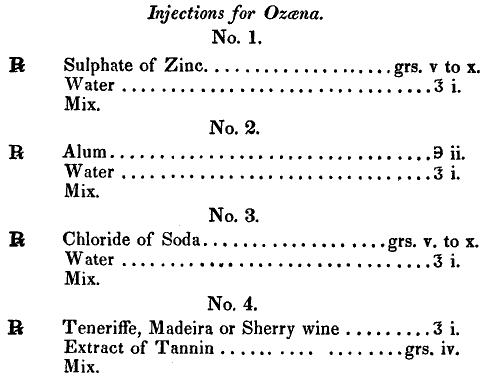 Injections for Ozæna.
No. 1.
℞ Sulphate of Zinc....................grs. v to x.
Water ................................ʒ i.
Mix.
No. 2.
℞ Alum.................................℈ ii.
Water ................................ʒ i.
Mix.
No. 3.
℞ Chloride of Soda...................grs. v. to x.
Water ................................ʒ i.
Mix.
No. 4.
℞ Teneriffe, Madeira or Sherry wine .........ʒ i.
Extract of Tannin ...... .... ........grs. iv.
Mix.